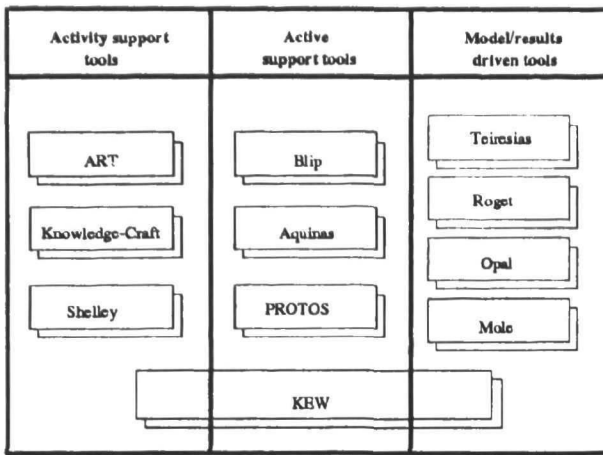 Activity support
tools
Active
support tools
Model/results
driven tools
ART
Knowledge-Craft
Shelley
Blip
Aquinas
PROTOS
Teiresias
Roget
Opal
Mole
KEW